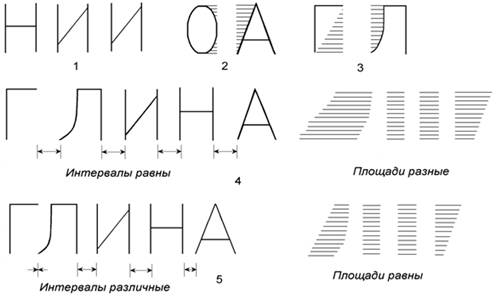 НИИ ОА ГЛ
1 2 3
ГЛИНА
Интервалы равны 4 Площади разные
ГЛИНА
Интервалы различные 5 Площади равны